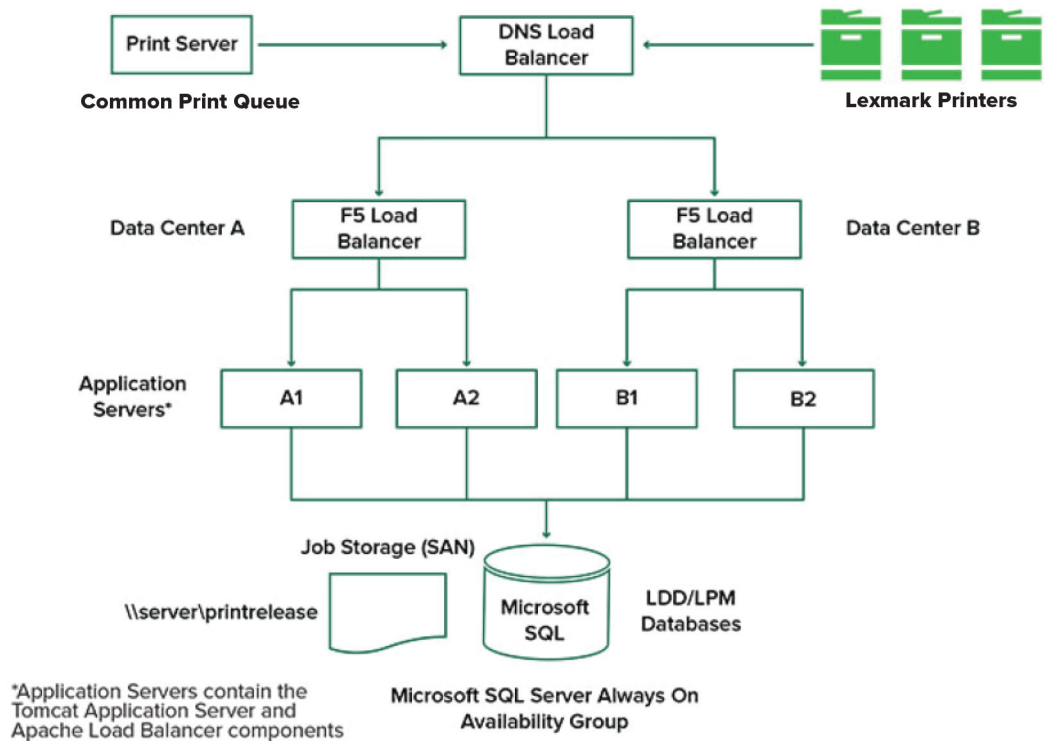 Print Server
DNS Load
Balancer
Common Print Queue
Lexmark Printers
Data Center A
F5 Load
Balancer
F5 Load
Balancer
Data Center B
Application
Servers*
A1
A2
B1
B2
Job Storage (SAN)
\\server\printrelease
Microsoft
SQL
LDD/LPM
Databases
*Application Servers contain the
Tomcat Application Server and
Apache Load Balancer components
Microsoft SQL Server Always On
Availability Group